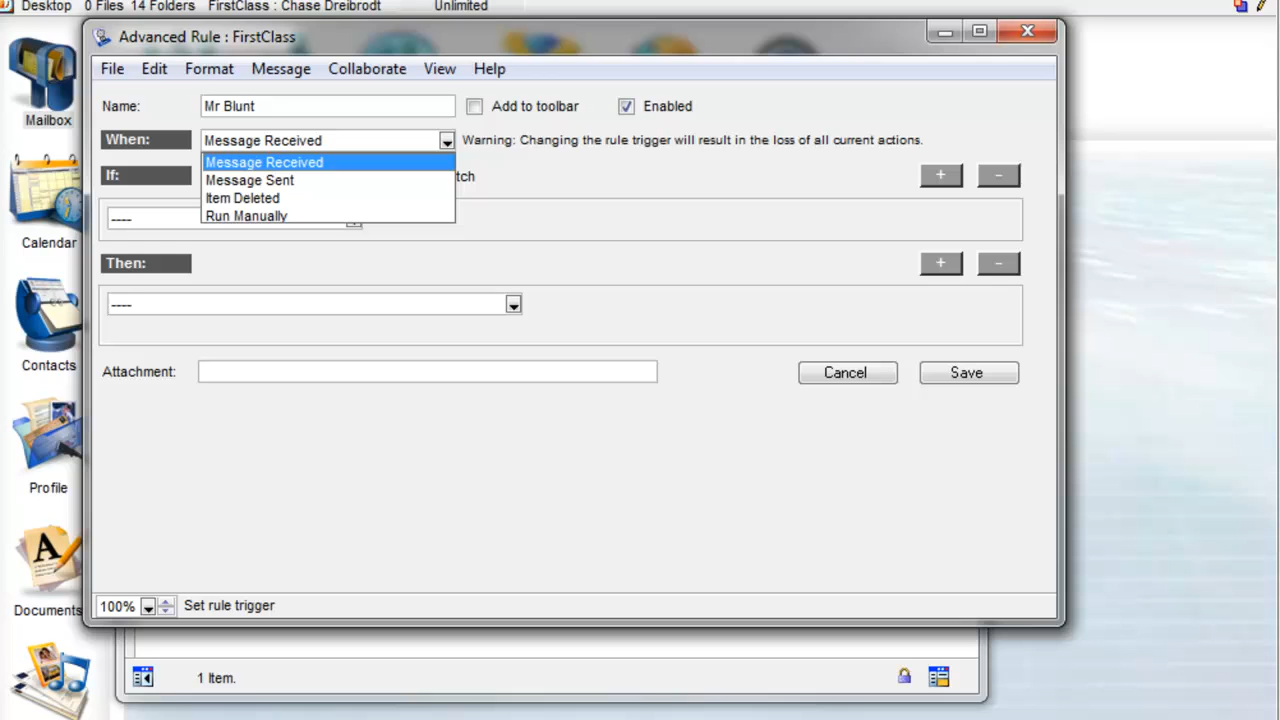 Desktop 0 Files 14 Folders FirstClass : Chase Dreibrodt Unlimited
Advanced Rule : FirstClass
File Edit Format Message Collaborate View Help
Name: Mr Blunt Add to toolbar Enabled
When: Message Received Warning: Changing the rule trigger will result in the loss of all current actions.
Message Received
If: tch + -
Message Sent
Item Deleted
Run Manually
----
Then: + -
----
Attachment: Cancel Save
100% Set rule trigger
1 Item.
Mailbox
Calendar
Contacts
Profile
Documents